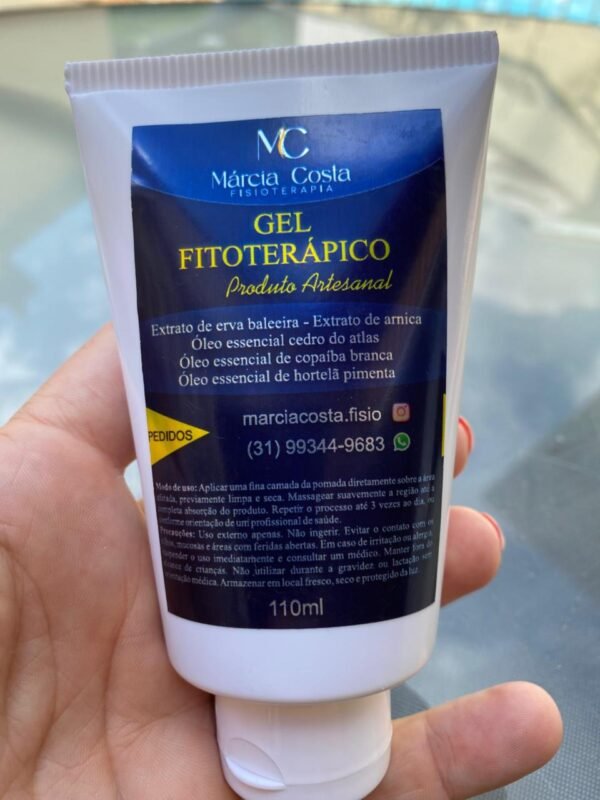 MC
Márcia Costa
FISIOTERAPIA
GEL
FITOTERÁPICO
Produto Artesanal
Extrato de erva baleeira - Extrato de arnica
Óleo essencial cedro do atlas
Óleo essencial de copaíba branca
Óleo essencial de hortelã pimenta
PEDIDOS
marciacosta.fisio
(31) 99344-9683
Modo de uso: Aplicar uma fina camada da pomada diretamente sobre a área
afetada, previamente limpa e seca. Massagear suavemente a região até a
completa absorção do produto. Repetir o processo até 3 vezes ao dia, ou
conforme orientação de um profissional de saúde.
Precauções: Uso externo apenas. Não ingerir. Evitar o contato com os
olhos, mucosas e áreas com feridas abertas. Em caso de irritação ou alergia,
suspender o uso imediatamente e consultar um médico. Manter fora do
alcance de crianças. Não utilizar durante a gravidez ou lactação sem
orientação médica. Armazenar em local fresco, seco e protegido da luz.
110ml